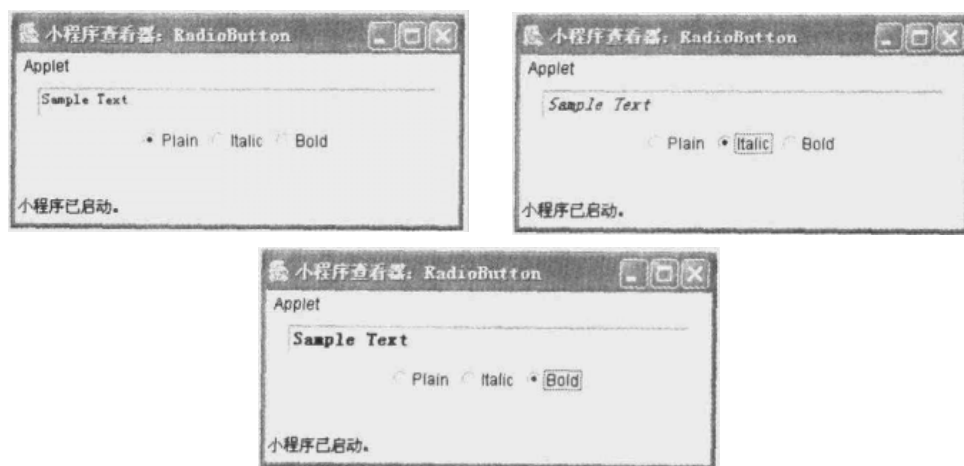 小程序查看器: RadioButton
Applet
Sample Text
Plain Italic Bold
小程序已启动。
小程序查看器: RadioButton
Applet
Sample Text
Plain Italic Bold
小程序已启动。
小程序查看器: RadioButton
Applet
Sample Text
Plain Italic Bold
小程序已启动。